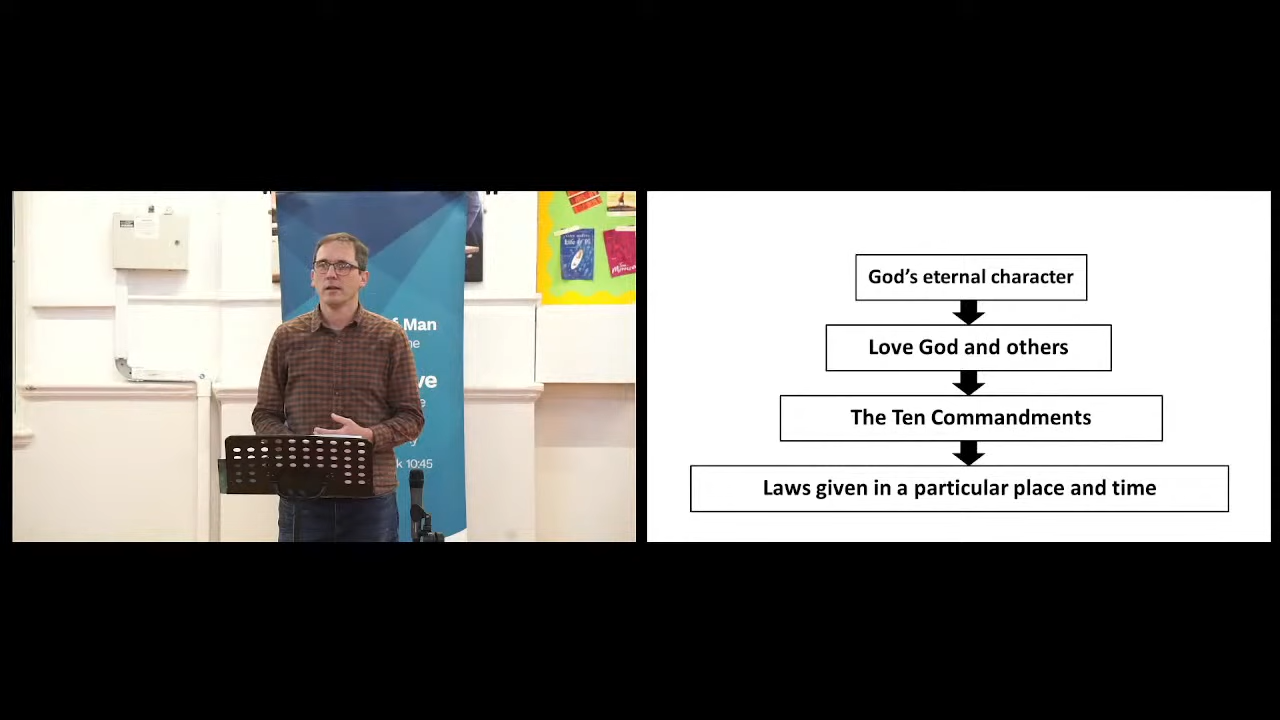 f Man
ve
k 10:45
God's eternal character
Love God and others
The Ten Commandments
Laws given in a particular place and time